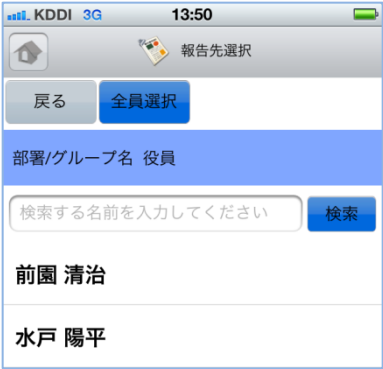 KDDI 3G 13:50
報告先選択
戻る 全員選択
部署/グループ名 役員
検索する名前を入力してください 検索
前園 清治
水戸 陽平